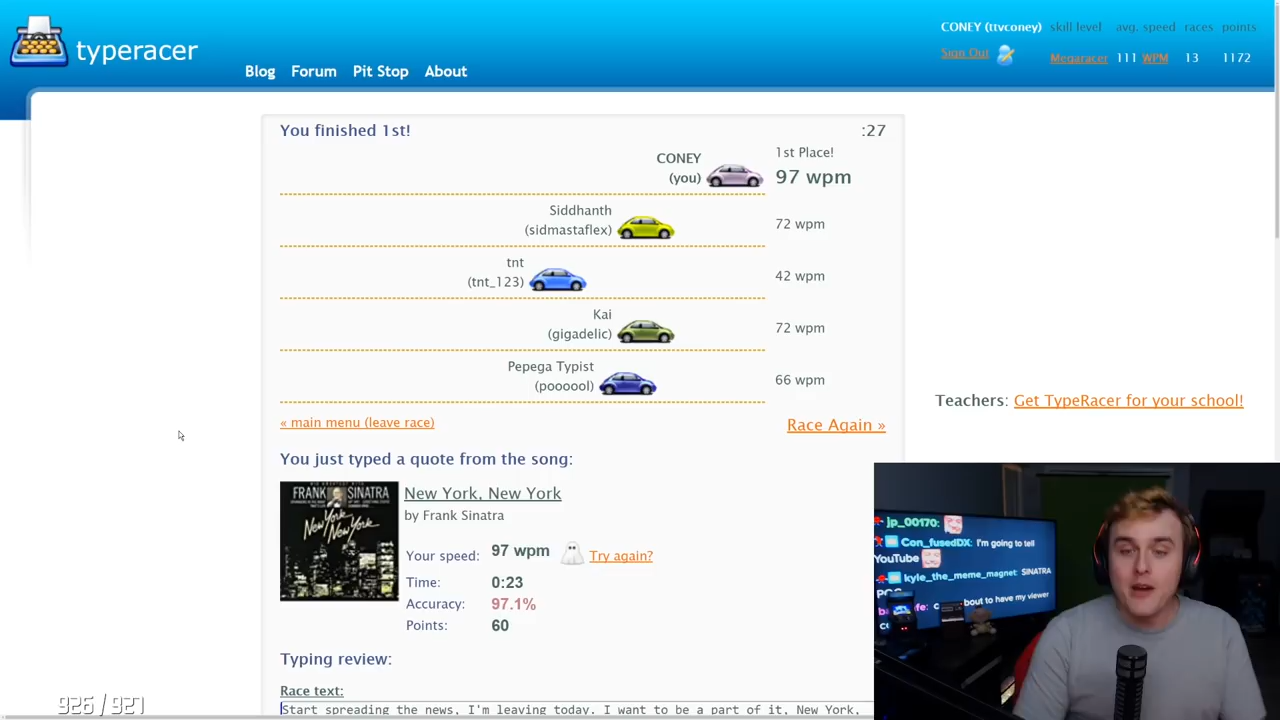 typeracer
Blog Forum Pit Stop About
CONEY (ttvconey) skill level avg. speed races points
Sign Out Megaracer 111 WPM 13 1172
You finished 1st! :27
CONEY
(you)
1st Place!
97 wpm
Siddhanth
(sidmastaflex)
72 wpm
tnt
(tnt_123)
42 wpm
Kai
(gigadelic)
72 wpm
Pepega Typist
(poooool)
66 wpm
« main menu (leave race) Race Again »
Teachers: Get TypeRacer for your school!
You just typed a quote from the song:
FRANK SINATRA
New York
New York
New York, New York
by Frank Sinatra
Your speed: 97 wpm Try again?
Time: 0:23
Accuracy: 97.1%
Points: 60
Typing review:
Race text:
Start spreading the news, I'm leaving today. I want to be a part of it, New York,
926 / 927
jp_00170:
Con_fusedDX: I'm going to tell
YouTube
kyle_the_meme_magnet: SINATRA
bout to have my viewer